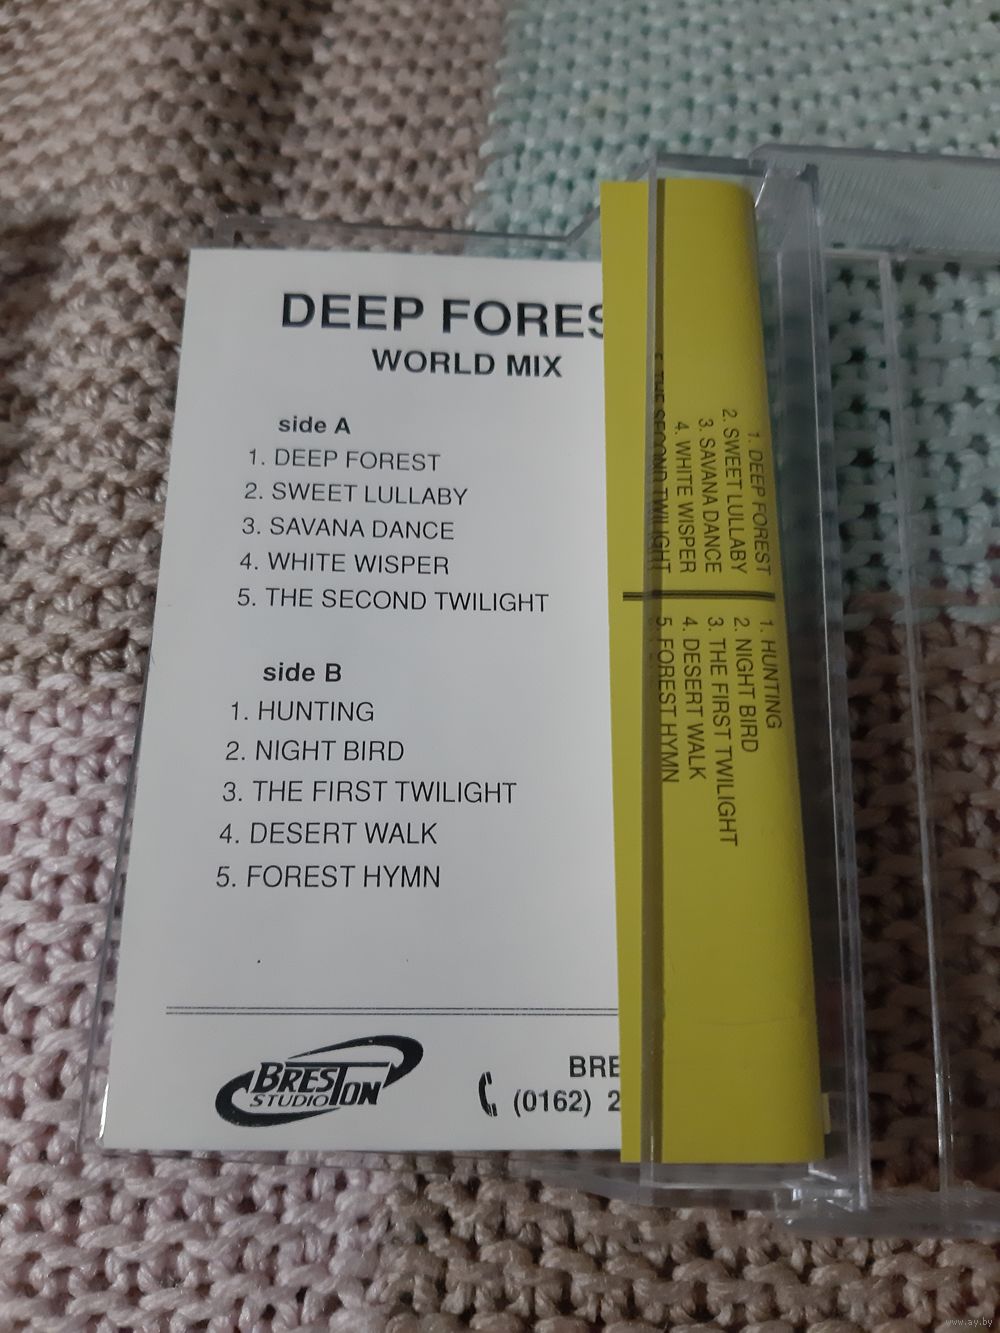 DEEP FORES
WORLD MIX
side A
1. DEEP FOREST
2. SWEET LULLABY
3. SAVANA DANCE
4. WHITE WISPER
5. THE SECOND TWILIGHT
side B
1. HUNTING
2. NIGHT BIRD
3. THE FIRST TWILIGHT
4. DESERT WALK
5. FOREST HYMN
BRESTON
STUDIO
BRE
(0162) 2
1. DEEP FOREST
2. SWEET LULLABY
3. SAVANA DANCE
4. WHITE WISPER
5. THE SECOND TWILIGHT
1. HUNTING
2. NIGHT BIRD
3. THE FIRST TWILIGHT
4. DESERT WALK
5. FOREST HYMN
www.ay.by